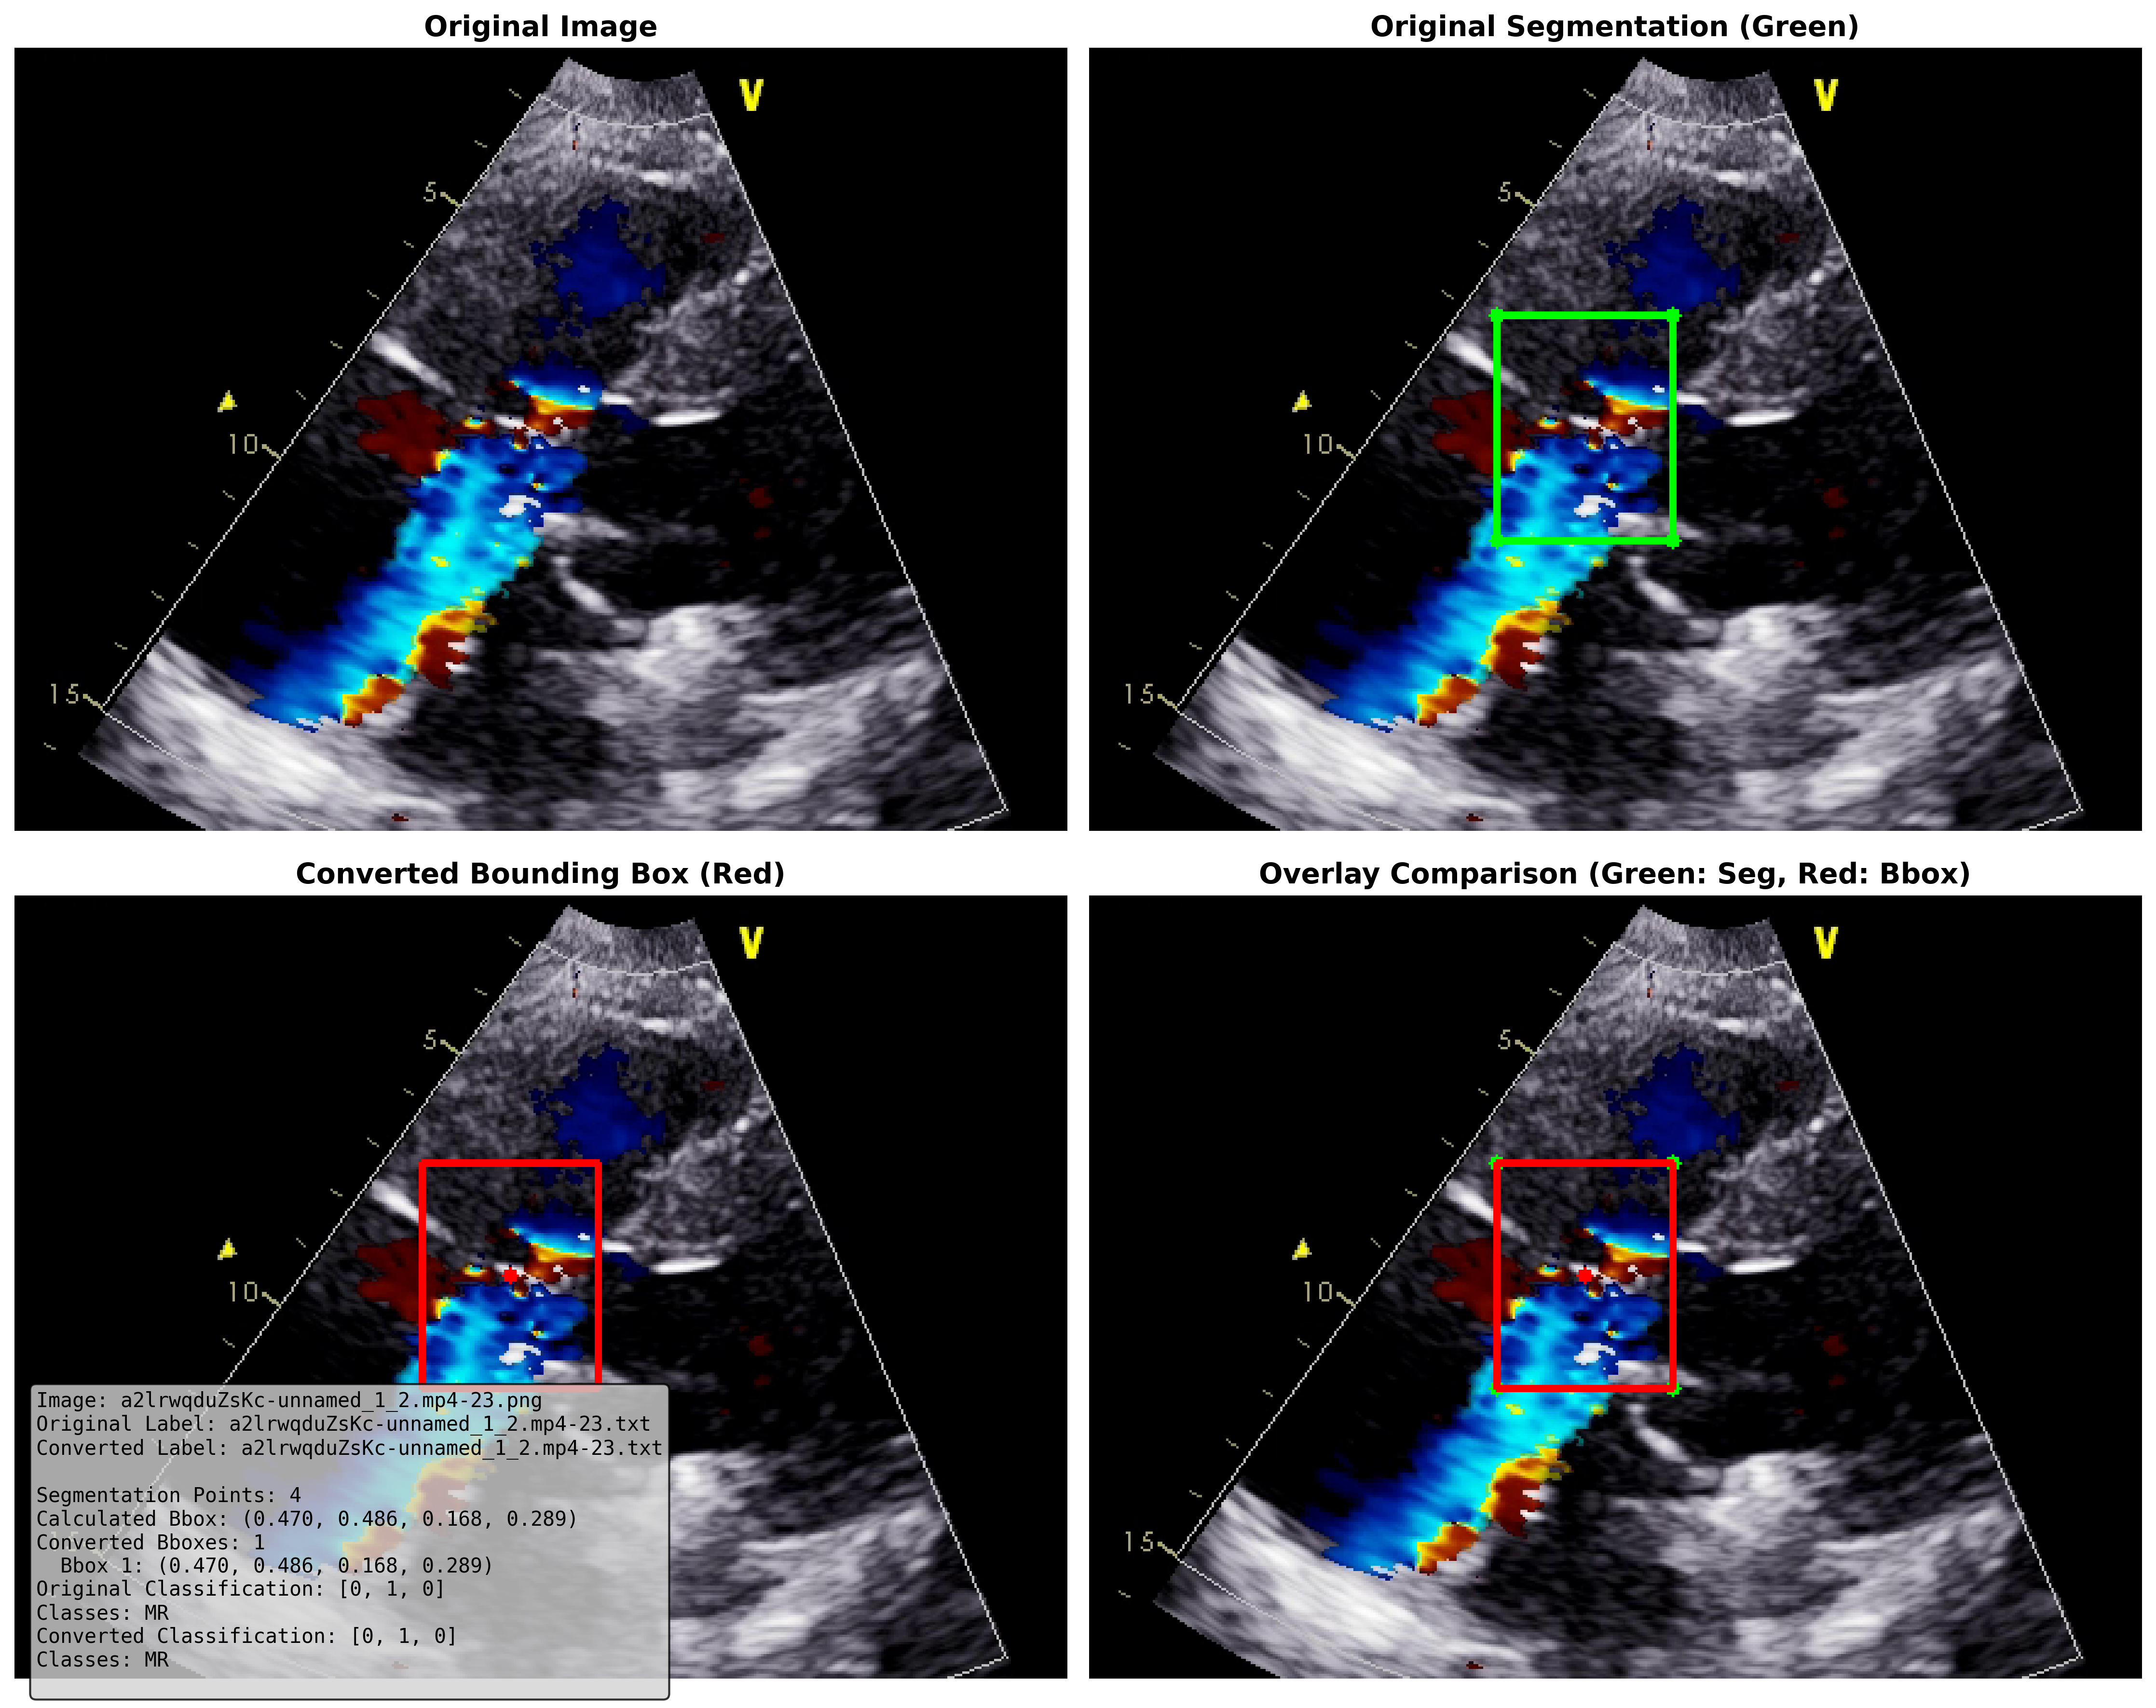 Original Image
Original Segmentation (Green)
V
5
10
15
V
5
10
15
Converted Bounding Box (Red)
Overlay Comparison (Green: Seg, Red: Bbox)
V
5
10
Image: a2lrwqduZsKc-unnamed_1_2.mp4-23.png
Original Label: a2lrwqduZsKc-unnamed_1_2.mp4-23.txt
Converted Label: a2lrwqduZsKc-unnamed_1_2.mp4-23.txt
Segmentation Points: 4
Calculated Bbox: (0.470, 0.486, 0.168, 0.289)
Converted Bboxes: 1
Bbox 1: (0.470, 0.486, 0.168, 0.289)
Original Classification: [0, 1, 0]
Classes: MR
Converted Classification: [0, 1, 0]
Classes: MR
V
5
10
15